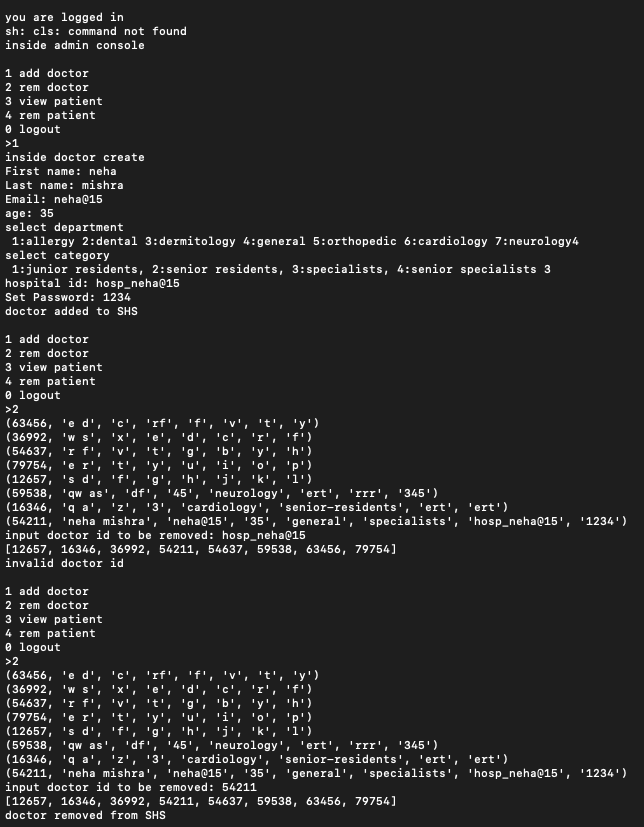 you are logged in
sh: cls: command not found
inside admin console
1 add doctor
2 rem doctor
3 view patient
4 rem patient
0 logout
>1
inside doctor create
First name: neha
Last name: mishra
Email: neha@15
age: 35
select department
1:allergy 2:dental 3:dermitology 4:general 5:orthopedic 6:cardiology 7:neurology4
select category
1:junior residents, 2:senior residents, 3:specialists, 4:senior specialists 3
hospital id: hosp_neha@15
Set Password: 1234
doctor added to SHS
1 add doctor
2 rem doctor
3 view patient
4 rem patient
0 logout
>2
(63456, 'e d', 'c', 'rf', 'f', 'v', 't', 'y')
(36992, 'w s', 'x', 'e', 'd', 'c', 'r', 'f')
(54637, 'r f', 'v', 't', 'g', 'b', 'y', 'h')
(79754, 'e r', 't', 'y', 'u', 'i', 'o', 'p')
(12657, 's d', 'f', 'g', 'h', 'j', 'k', 'l')
(59538, 'qw as', 'df', '45', 'neurology', 'ert', 'rrr', '345')
(16346, 'q a', 'z', '3', 'cardiology', 'senior-residents', 'ert', 'ert')
(54211, 'neha mishra', 'neha@15', '35', 'general', 'specialists', 'hosp_neha@15', '1234')
input doctor id to be removed: hosp_neha@15
[12657, 16346, 36992, 54211, 54637, 59538, 63456, 79754]
invalid doctor id
1 add doctor
2 rem doctor
3 view patient
4 rem patient
0 logout
>2
(63456, 'e d', 'c', 'rf', 'f', 'v', 't', 'y')
(36992, 'w s', 'x', 'e', 'd', 'c', 'r', 'f')
(54637, 'r f', 'v', 't', 'g', 'b', 'y', 'h')
(79754, 'e r', 't', 'y', 'u', 'i', 'o', 'p')
(12657, 's d', 'f', 'g', 'h', 'j', 'k', 'l')
(59538, 'qw as', 'df', '45', 'neurology', 'ert', 'rrr', '345')
(16346, 'q a', 'z', '3', 'cardiology', 'senior-residents', 'ert', 'ert')
(54211, 'neha mishra', 'neha@15', '35', 'general', 'specialists', 'hosp_neha@15', '1234')
input doctor id to be removed: 54211
[12657, 16346, 36992, 54211, 54637, 59538, 63456, 79754]
doctor removed from SHS